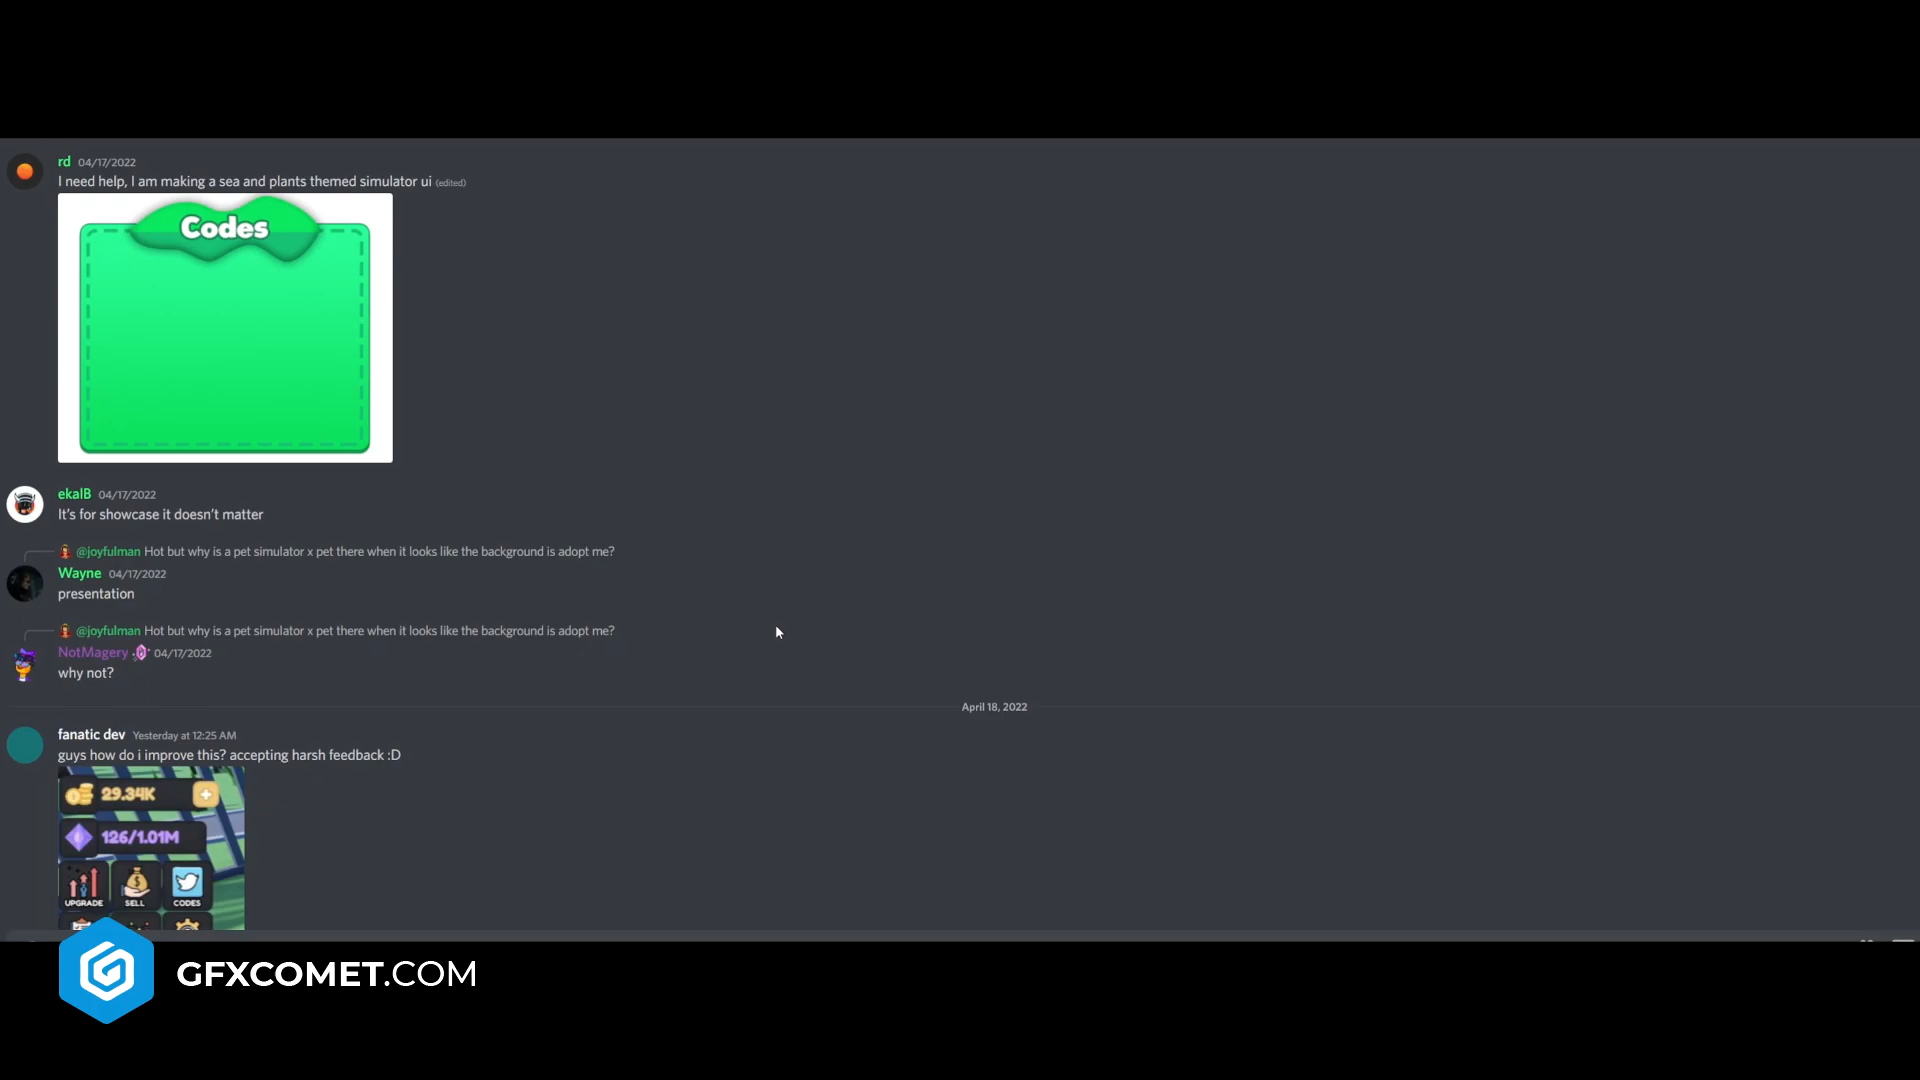 rd 04/17/2022
I need help, I am making a sea and plants themed simulator ui (edited)
Codes
ekalB 04/17/2022
It's for showcase it doesn't matter
@joyfulman Hot but why is a pet simulator x pet there when it looks like the background is adopt me?
Wayne 04/17/2022
presentation
@joyfulman Hot but why is a pet simulator x pet there when it looks like the background is adopt me?
NotMagery 04/17/2022
why not?
April 18, 2022
fanatic dev Yesterday at 12:25 AM
guys how do i improve this? accepting harsh feedback :D
29.34K
126/1.01M
UPGRADE SELL CODES
GFXCOMET.COM